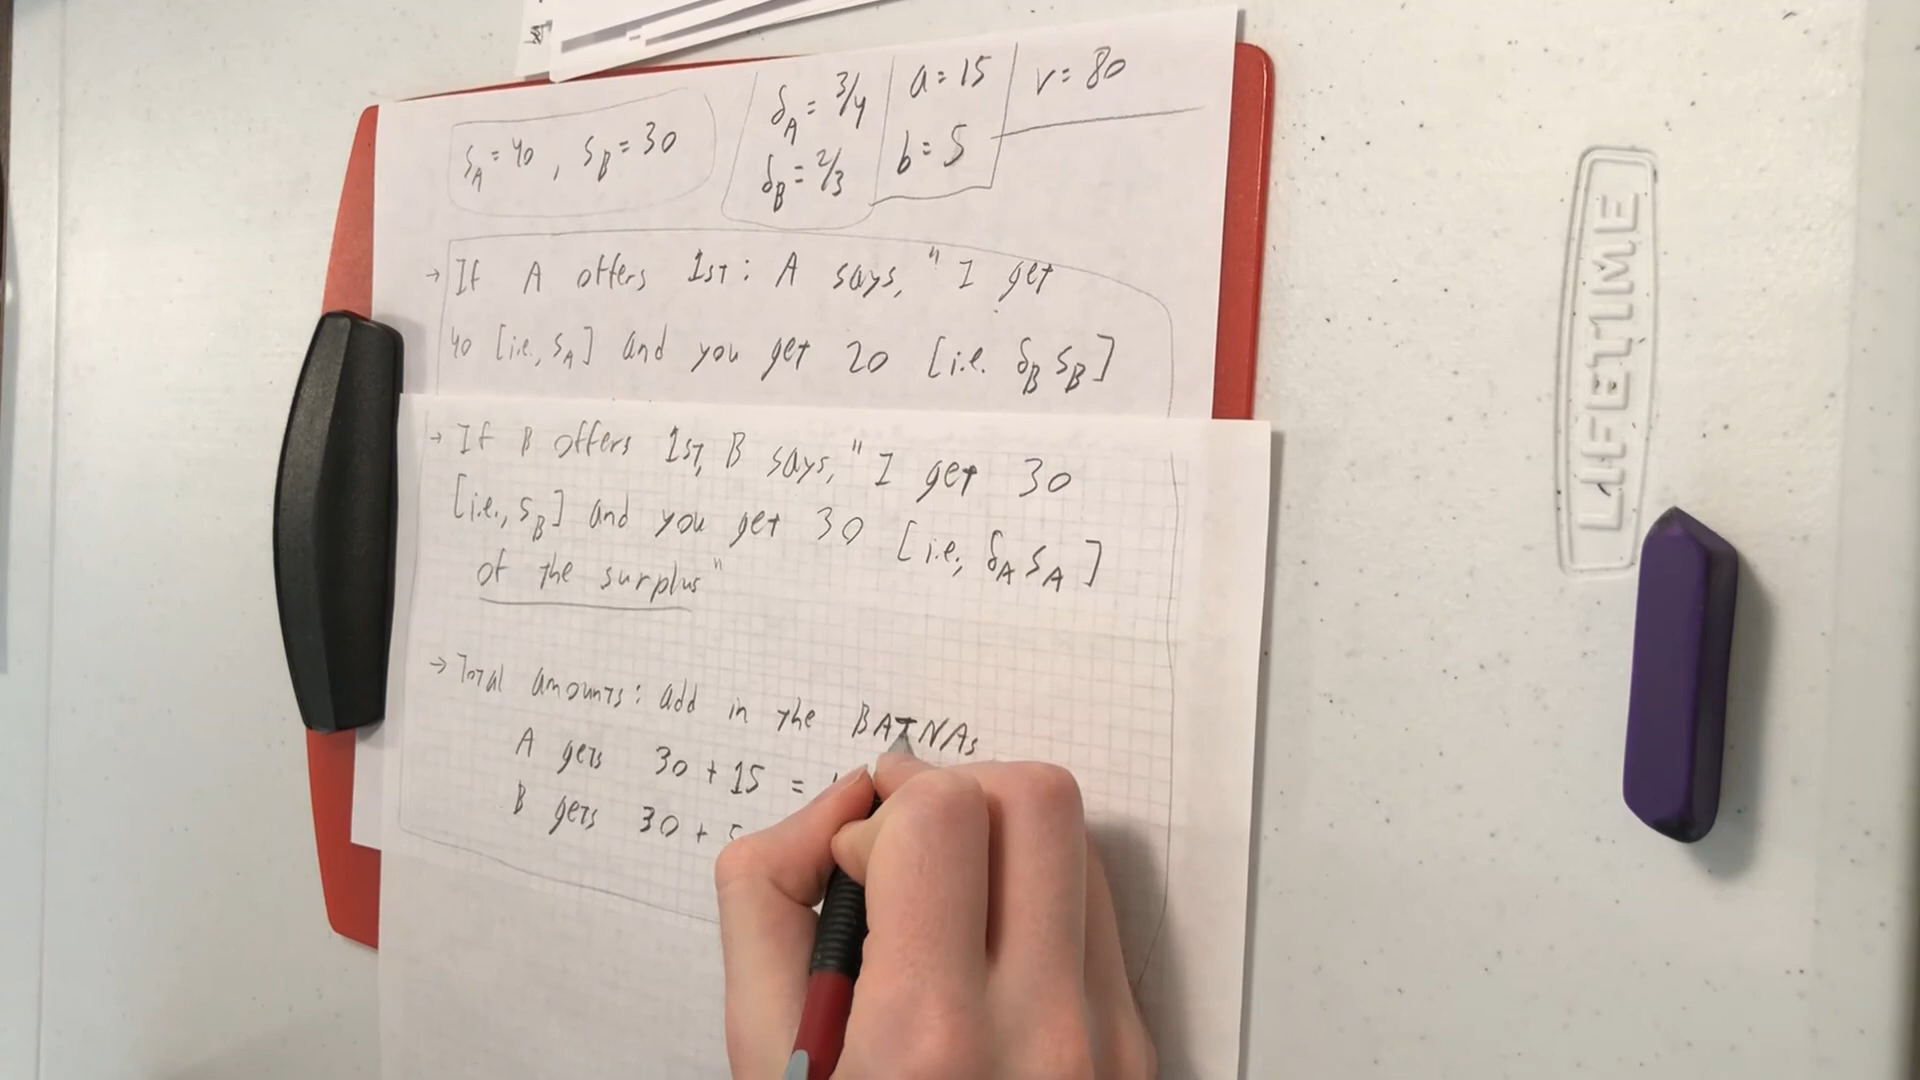 S_A = 40 , S_B = 30
δ_A = 3/4
δ_B = 2/3
a = 15
b = 5
v = 80
→ If A offers 1st: A says, "I get
40 [i.e., S_A] and you get 20 [i.e. δ_B S_B]
→ If B offers 1st, B says, "I get 30
[i.e., S_B] and you get 30 [i.e., δ_A S_A]
of the surplus"
→ Total amounts: add in the BATNAs
A gets 30 + 15 =
B gets 30 + 5
LIFETIME